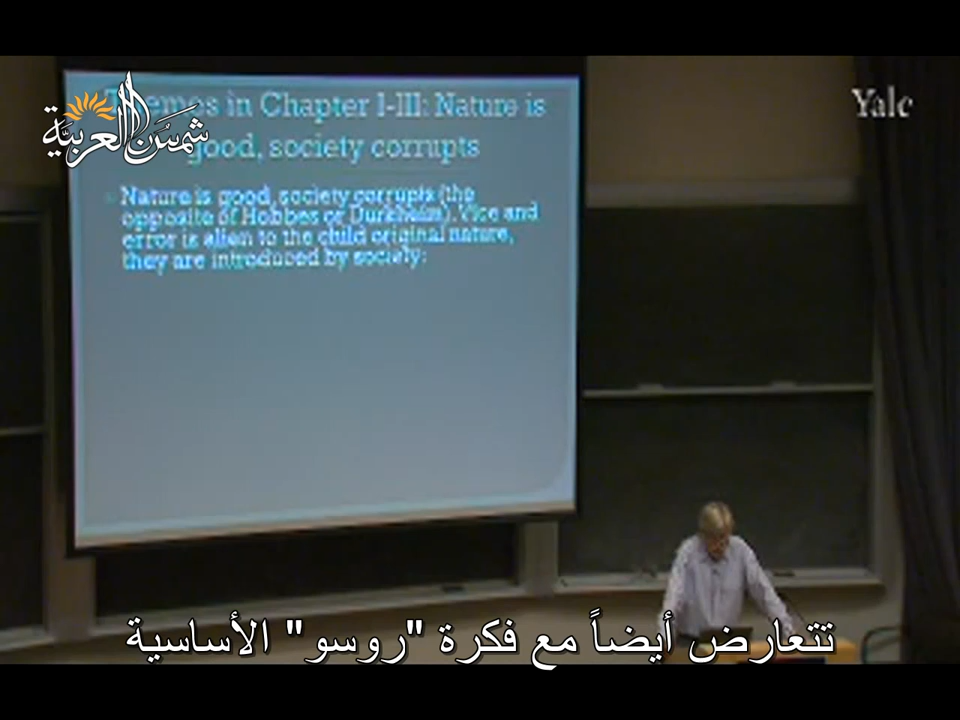 Themes in Chapter I-III: Nature is
good, society corrupts
Nature is good, society corrupts (the
opposite of Hobbes or Durkheim). Vice and
error is alien to the child original nature,
they are introduced by society:
شمس العربية
Yale
تتعارض أيضاً مع فكرة "روسو" الأساسية